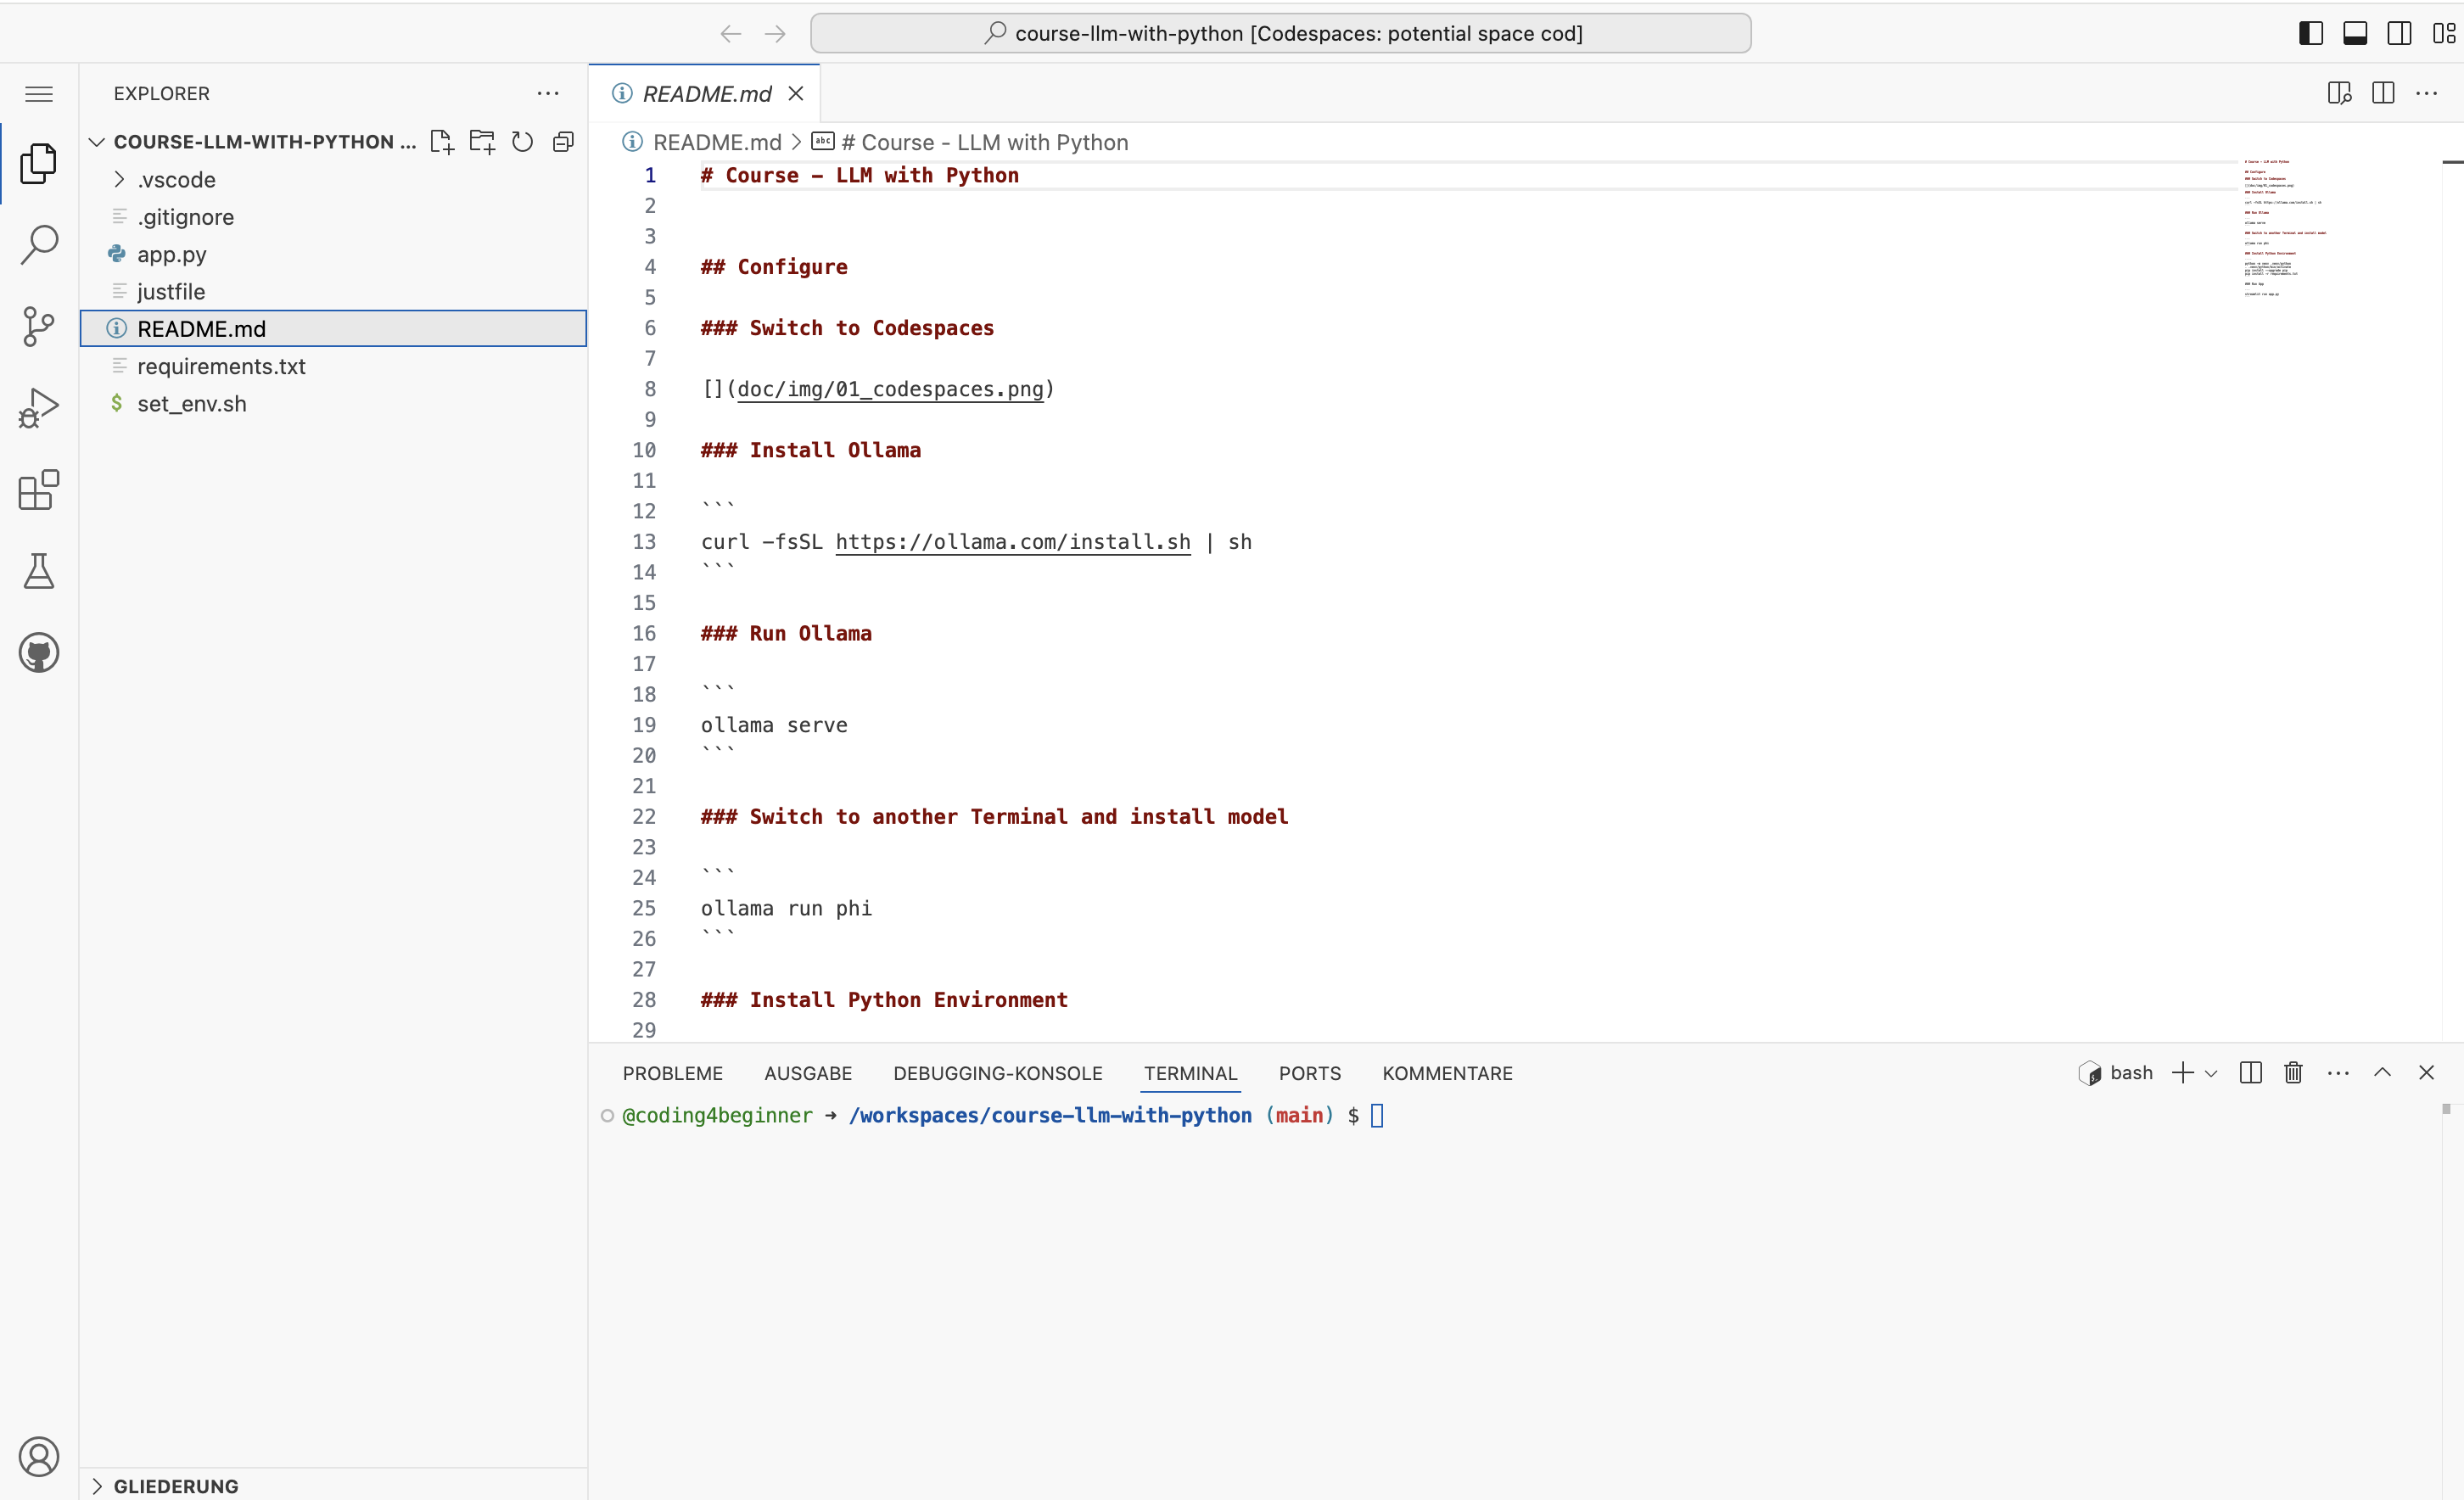 course-llm-with-python [Codespaces: potential space cod]
EXPLORER
COURSE-LLM-WITH-PYTHON ...
.vscode
.gitignore
app.py
justfile
README.md
requirements.txt
$ set_env.sh
GLIEDERUNG
README.md
README.md > abc # Course - LLM with Python
1 # Course - LLM with Python
2
3
4 ## Configure
5
6 ### Switch to Codespaces
7
8 [](doc/img/01_codespaces.png)
9
10 ### Install Ollama
11
12 ```
13 curl -fsSL https://ollama.com/install.sh | sh
14 ```
15
16 ### Run Ollama
17
18 ```
19 ollama serve
20 ```
21
22 ### Switch to another Terminal and install model
23
24 ```
25 ollama run phi
26 ```
27
28 ### Install Python Environment
29
PROBLEME AUSGABE DEBUGGING-KONSOLE TERMINAL PORTS KOMMENTARE
bash
@coding4beginner → /workspaces/course-llm-with-python (main) $